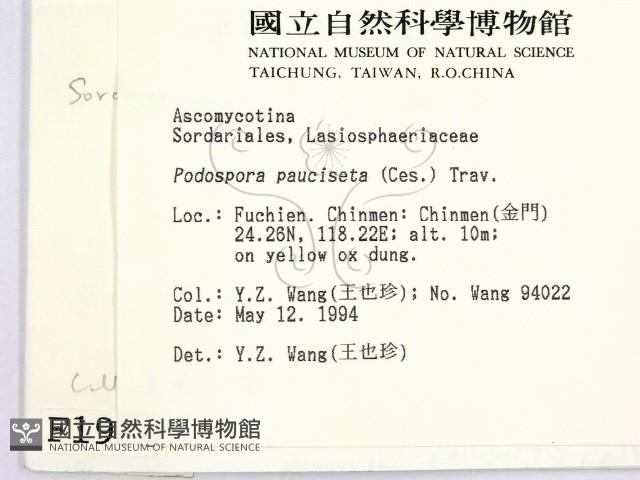 國立自然科學博物館
NATIONAL MUSEUM OF NATURAL SCIENCE
TAICHUNG, TAIWAN, R.O.CHINA
Ascomycotina
Sordariales, Lasiosphaeriaceae
Podospora pauciseta (Ces.) Trav.
Loc.: Fuchien. Chinmen: Chinmen(金門)
24.26N, 118.22E; alt. 10m;
on yellow ox dung.
Col.: Y.Z. Wang(王也珍); No. Wang 94022
Date: May 12. 1994
Det.: Y.Z. Wang(王也珍)
P19
國立自然科學博物館
NATIONAL MUSEUM OF NATURAL SCIENCE